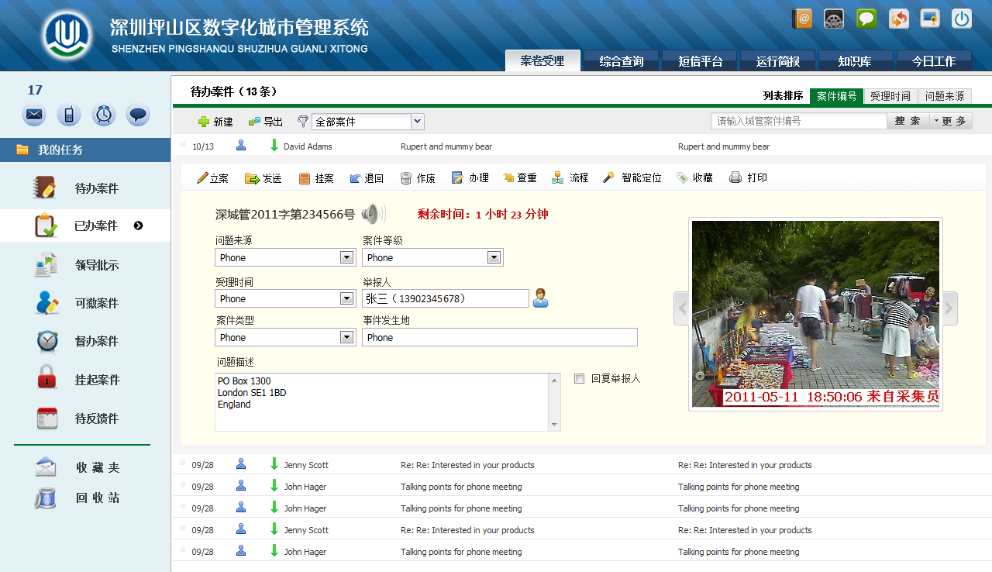 深圳坪山区数字化城市管理系统
SHENZHEN PINGSHANQU SHUZIHUA GUANLI XITONG
案卷受理 综合查询 短信平台 运行简报 知识库 今日工作
17
我的任务
待办案件
已办案件
领导批示
可撤案件
督办案件
挂起案件
待反馈件
收藏夹
回收站
待办案件（13 条）
列表排序 案件编号 受理时间 问题来源
新建 导出 全部案件 请输入城管案件编号 搜索 更多
10/13 David Adams Rupert and mummy bear Rupert and mummy bear
立案 发送 挂案 退回 作废 办理 查重 流程 智能定位 收藏 打印
深城管2011字第234566号 剩余时间：1 小时 23 分钟
问题来源 案件等级
Phone Phone
受理时间 举报人
Phone 张三（13902345678）
案件类型 事件发生地
Phone Phone
问题描述
PO Box 1300
London SE1 1BD
England
回复举报人
2011-05-11 18:50:06 来自采集员
09/28 Jenny Scott Re: Re: Interested in your products Re: Re: Interested in your products
09/28 John Hager Talking points for phone meeting Talking points for phone meeting
09/28 John Hager Talking points for phone meeting Talking points for phone meeting
09/28 Jenny Scott Re: Re: Interested in your products Re: Re: Interested in your products
09/28 John Hager Talking points for phone meeting Talking points for phone meeting